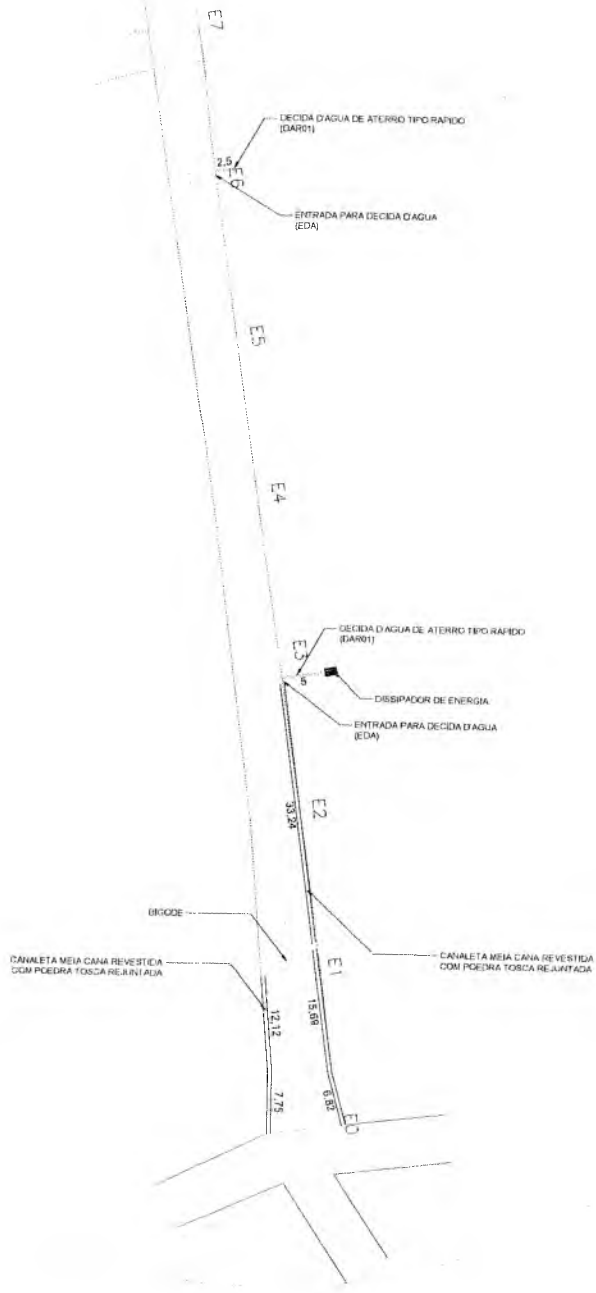 E7
DECIDA D'AGUA DE ATERRO TIPO RAPIDO
(DAR01)
2,5
E6
ENTRADA PARA DECIDA D'AGUA
(EDA)
E5
E4
DECIDA D'AGUA DE ATERRO TIPO RAPIDO
(DAR01)
E3
5
DISSIPADOR DE ENERGIA
ENTRADA PARA DECIDA D'AGUA
(EDA)
E2
33,24
BIGODE
CANALETA MEIA CANA REVESTIDA
COM POEDRA TOSCA REJUNTADA
E1
CANALETA MEIA CANA REVESTIDA
COM POEDRA TOSCA REJUNTADA
12,12
15,69
7,75
6,82
E0